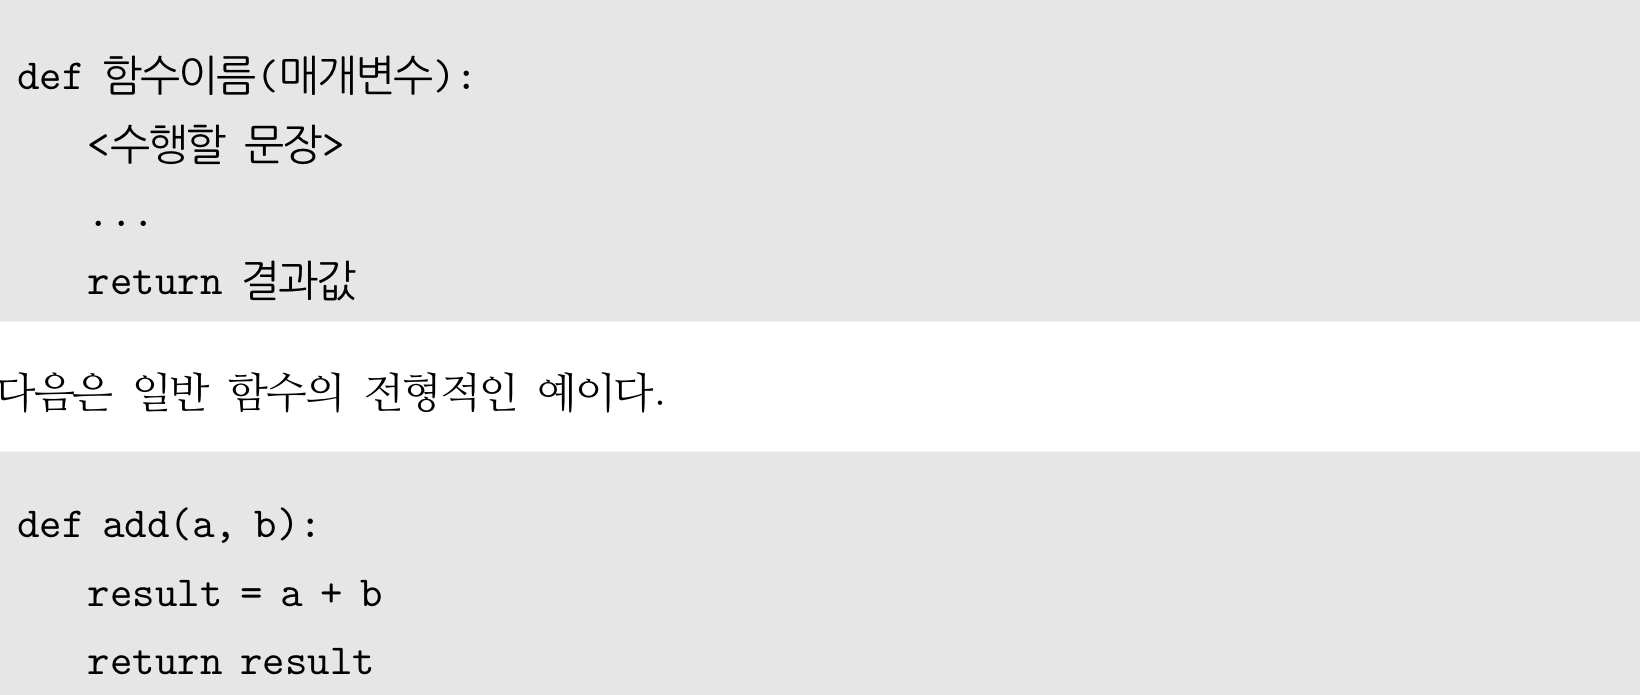 def 함수이름(매개변수):
<수행할 문장>
...
return 결과값
다음은 일반 함수의 전형적인 예이다.
def add(a, b):
result = a + b
return result